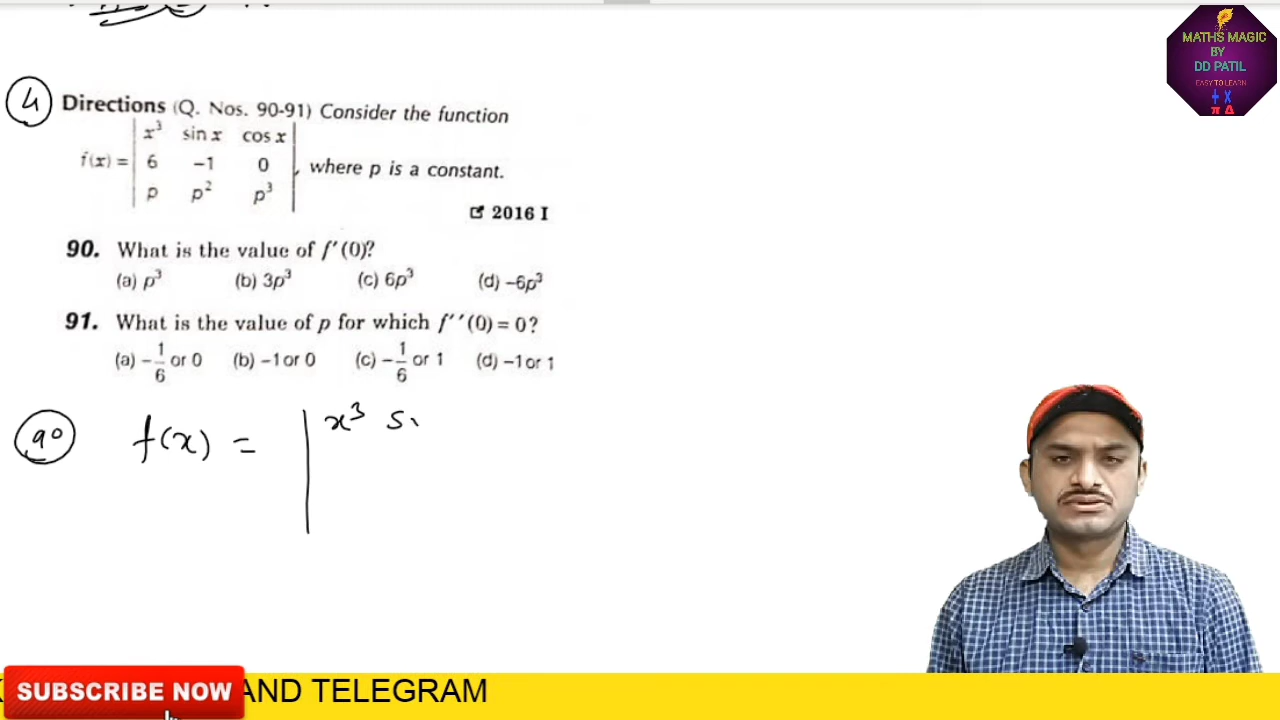 MATHS MAGIC
BY
DD PATIL
EASY TO LEARN
+ X
π Δ
4 Directions (Q. Nos. 90-91) Consider the function
f(x) = | x³ sin x cos x |
| 6 −1 0 | , where p is a constant.
| p p² p³ |
2016 I
90. What is the value of f′(0)?
(a) p³ (b) 3p³ (c) 6p³ (d) −6p³
91. What is the value of p for which f′′(0) = 0?
(a) −1/6 or 0 (b) −1 or 0 (c) −1/6 or 1 (d) −1 or 1
90 f(x) = | x³ s
SUBSCRIBE NOW AND TELEGRAM